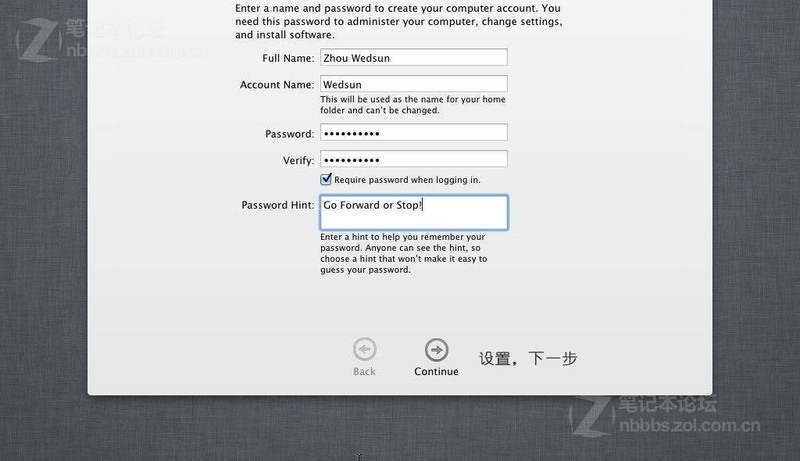 Enter a name and password to create your computer account. You
need this password to administer your computer, change settings,
and install software.
笔记本论坛
nbbbs.zol.com.cn
Full Name: Zhou Wedsun
Account Name: Wedsun
This will be used as the name for your home
folder and can't be changed.
Password: ••••••••••
Verify: ••••••••••
Require password when logging in.
Password Hint: Go Forward or Stop!
Enter a hint to help you remember your
password. Anyone can see the hint, so
choose a hint that won't make it easy to
guess your password.
Back
Continue
设置，下一步
笔记本论坛
nbbbs.zol.com.cn